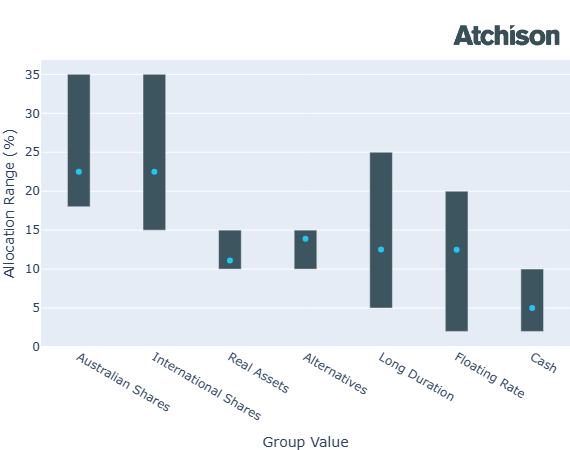 Atchison
Allocation Range (%)
35
30
25
20
15
10
5
0
Australian Shares
International Shares
Real Assets
Alternatives
Long Duration
Floating Rate
Cash
Group Value